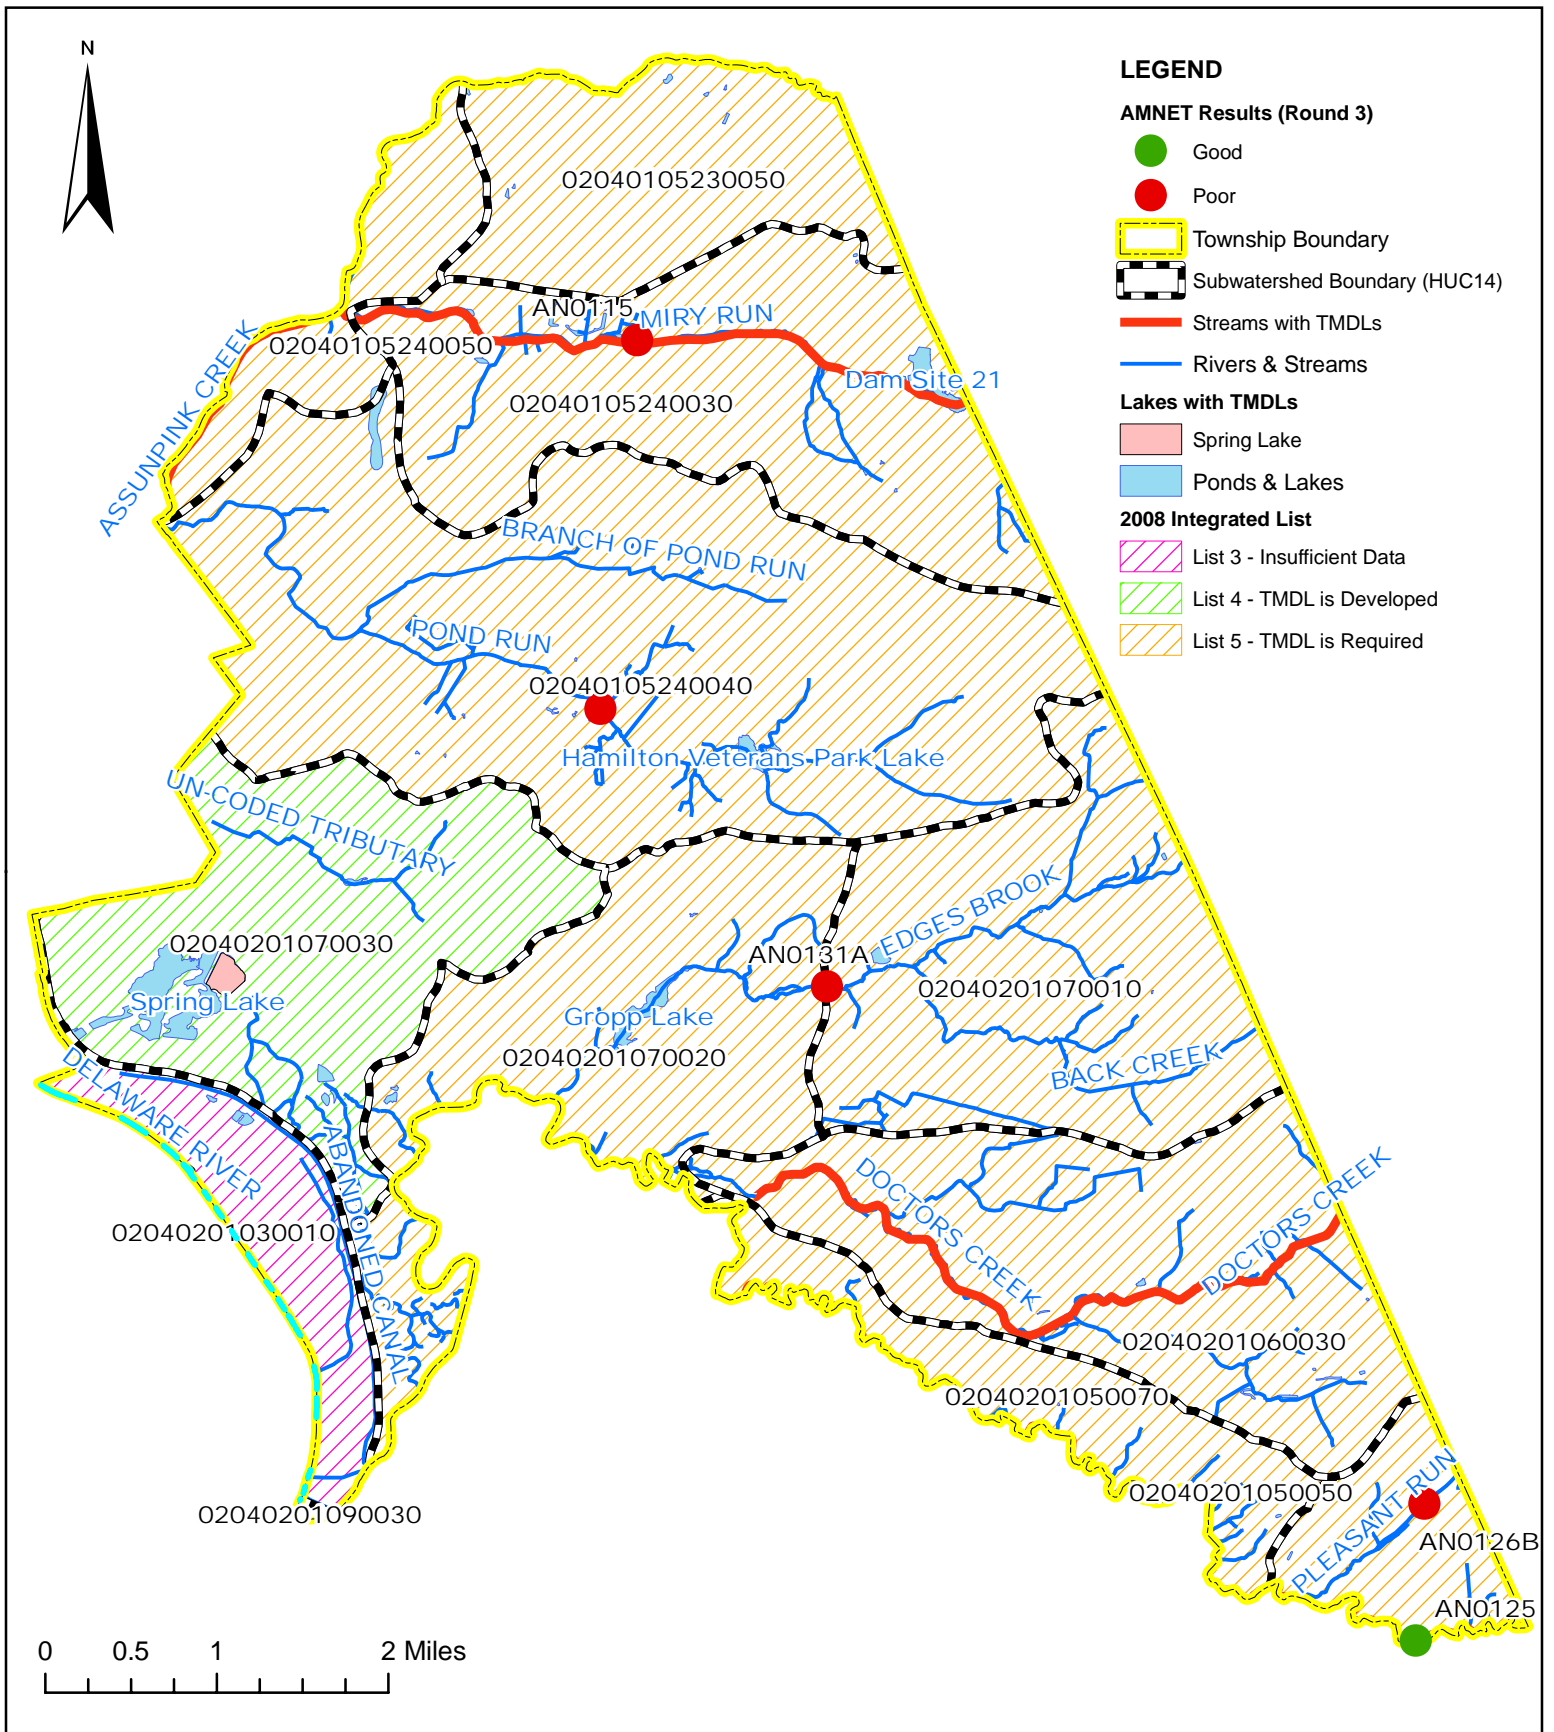 N
LEGEND
AMNET Results (Round 3)
Good
Poor
Township Boundary
Subwatershed Boundary (HUC14)
Streams with TMDLs
Rivers & Streams
Lakes with TMDLs
Spring Lake
Ponds & Lakes
2008 Integrated List
List 3 - Insufficient Data
List 4 - TMDL is Developed
List 5 - TMDL is Required
02040105230050
AN0115
MIRY RUN
ASSUNPINK CREEK
02040105240050
Dam Site 21
02040105240030
BRANCH OF POND RUN
POND RUN
02040105240040
Hamilton Veterans Park Lake
UN-CODED TRIBUTARY
EDGES BROOK
02040201070030
AN0131A
Spring Lake
02040201070010
Gropp Lake
02040201070020
BACK CREEK
DELAWARE RIVER
ABANDONED CANAL
DOCTORS CREEK
DOCTORS CREEK
02040201030010
02040201060030
02040201050070
02040201050050
PLEASANT RUN
02040201090030
AN0126B
AN0125
0 0.5 1 2 Miles